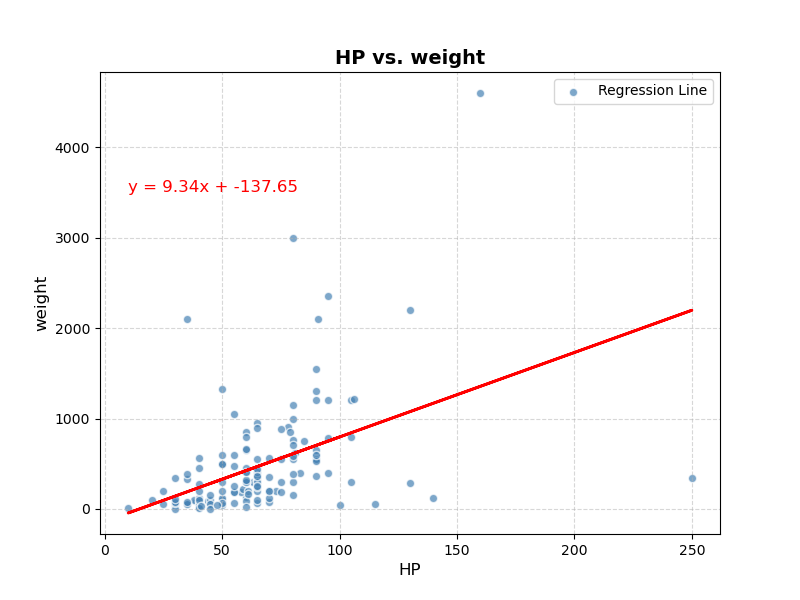 HP vs. weight
Regression Line
y = 9.34x + -137.65
weight
4000
3000
2000
1000
0
0 50 100 150 200 250
HP